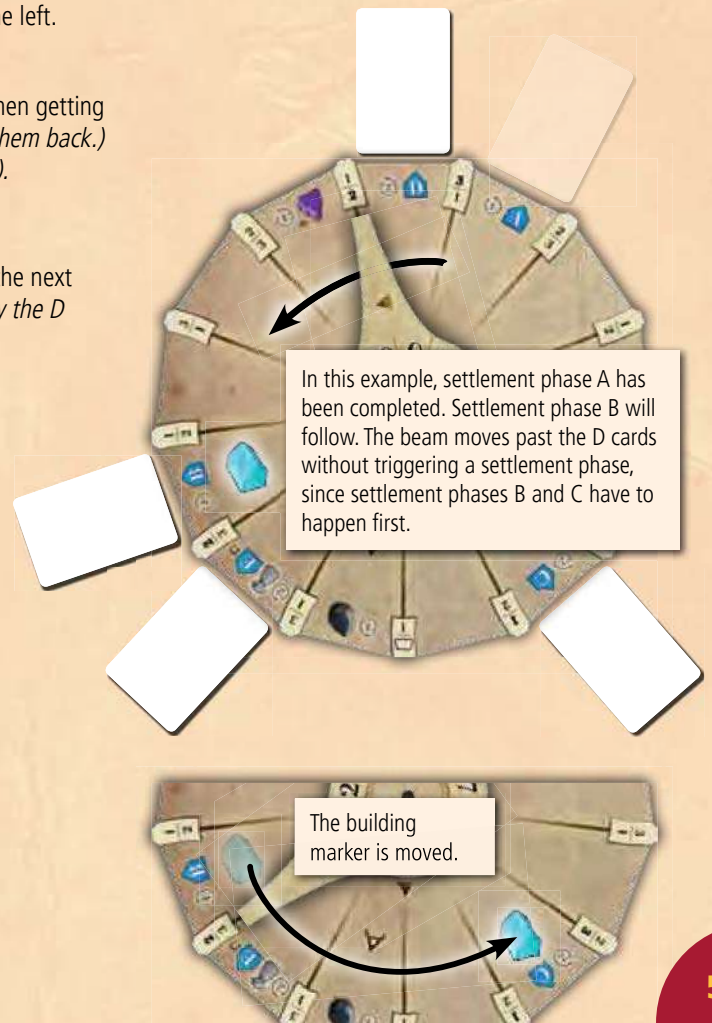 e left.
hen getting
hem back.)
).
the next
y the D
In this example, settlement phase A has
been completed. Settlement phase B will
follow. The beam moves past the D cards
without triggering a settlement phase,
since settlement phases B and C have to
happen first.
The building
marker is moved.
5